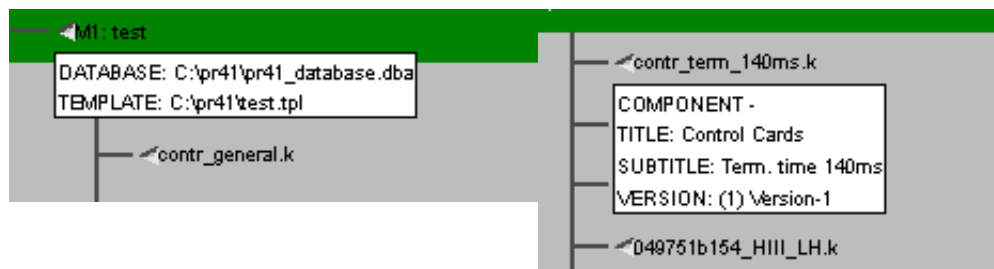 M1: test
DATABASE: C:\pr41\pr41_database.dba
TEMPLATE: C:\pr41\test.tpl
contr_general.k
contr_term_140ms.k
COMPONENT -
TITLE: Control Cards
SUBTITLE: Term. time 140ms
VERSION: (1) Version-1
049751b154_HIII_LH.k